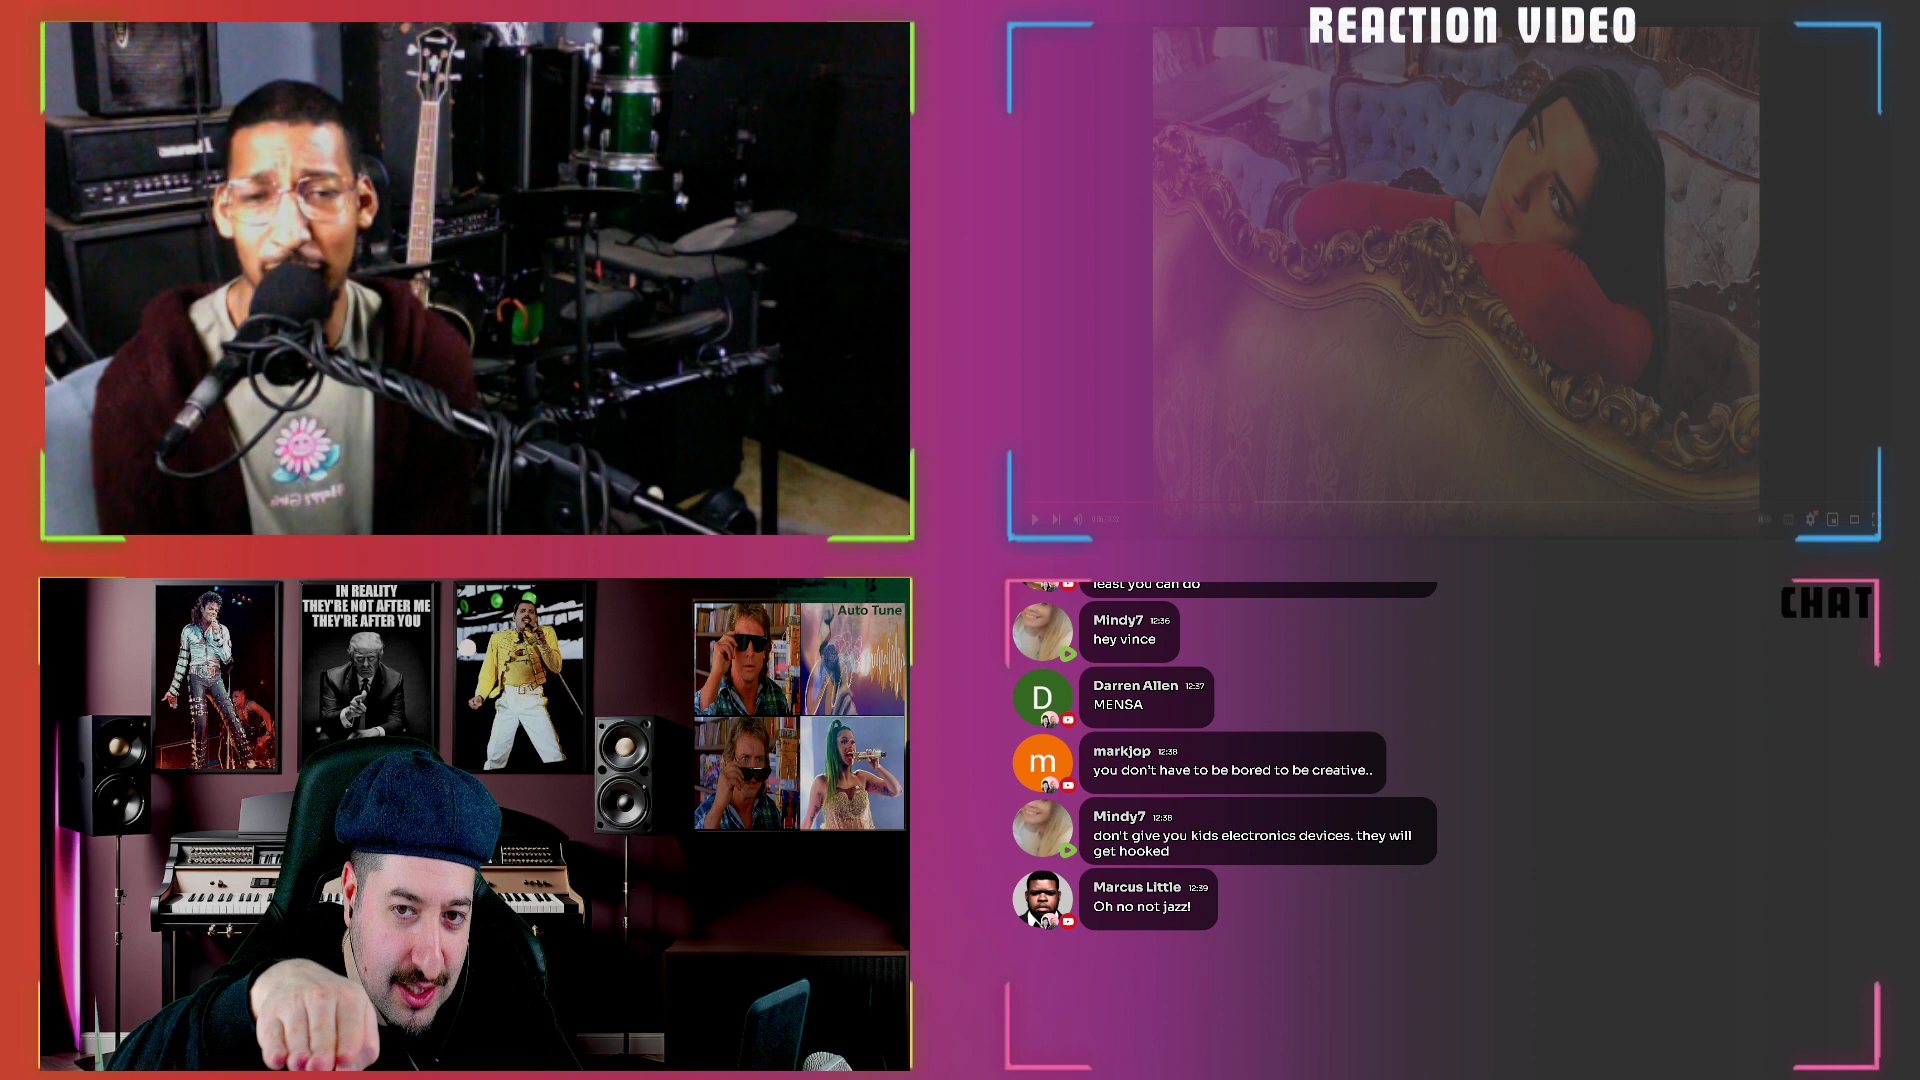 REACTION VIDEO
IN REALITY
THEY'RE NOT AFTER ME
THEY'RE AFTER YOU
Auto Tune
CHAT
least you can do
Mindy7 12:36
hey vince
D
Darren Allen 12:37
MENSA
m
markjop 12:38
you don't have to be bored to be creative..
Mindy7 12:38
don't give you kids electronics devices. they will
get hooked
Marcus Little 12:39
Oh no not jazz!